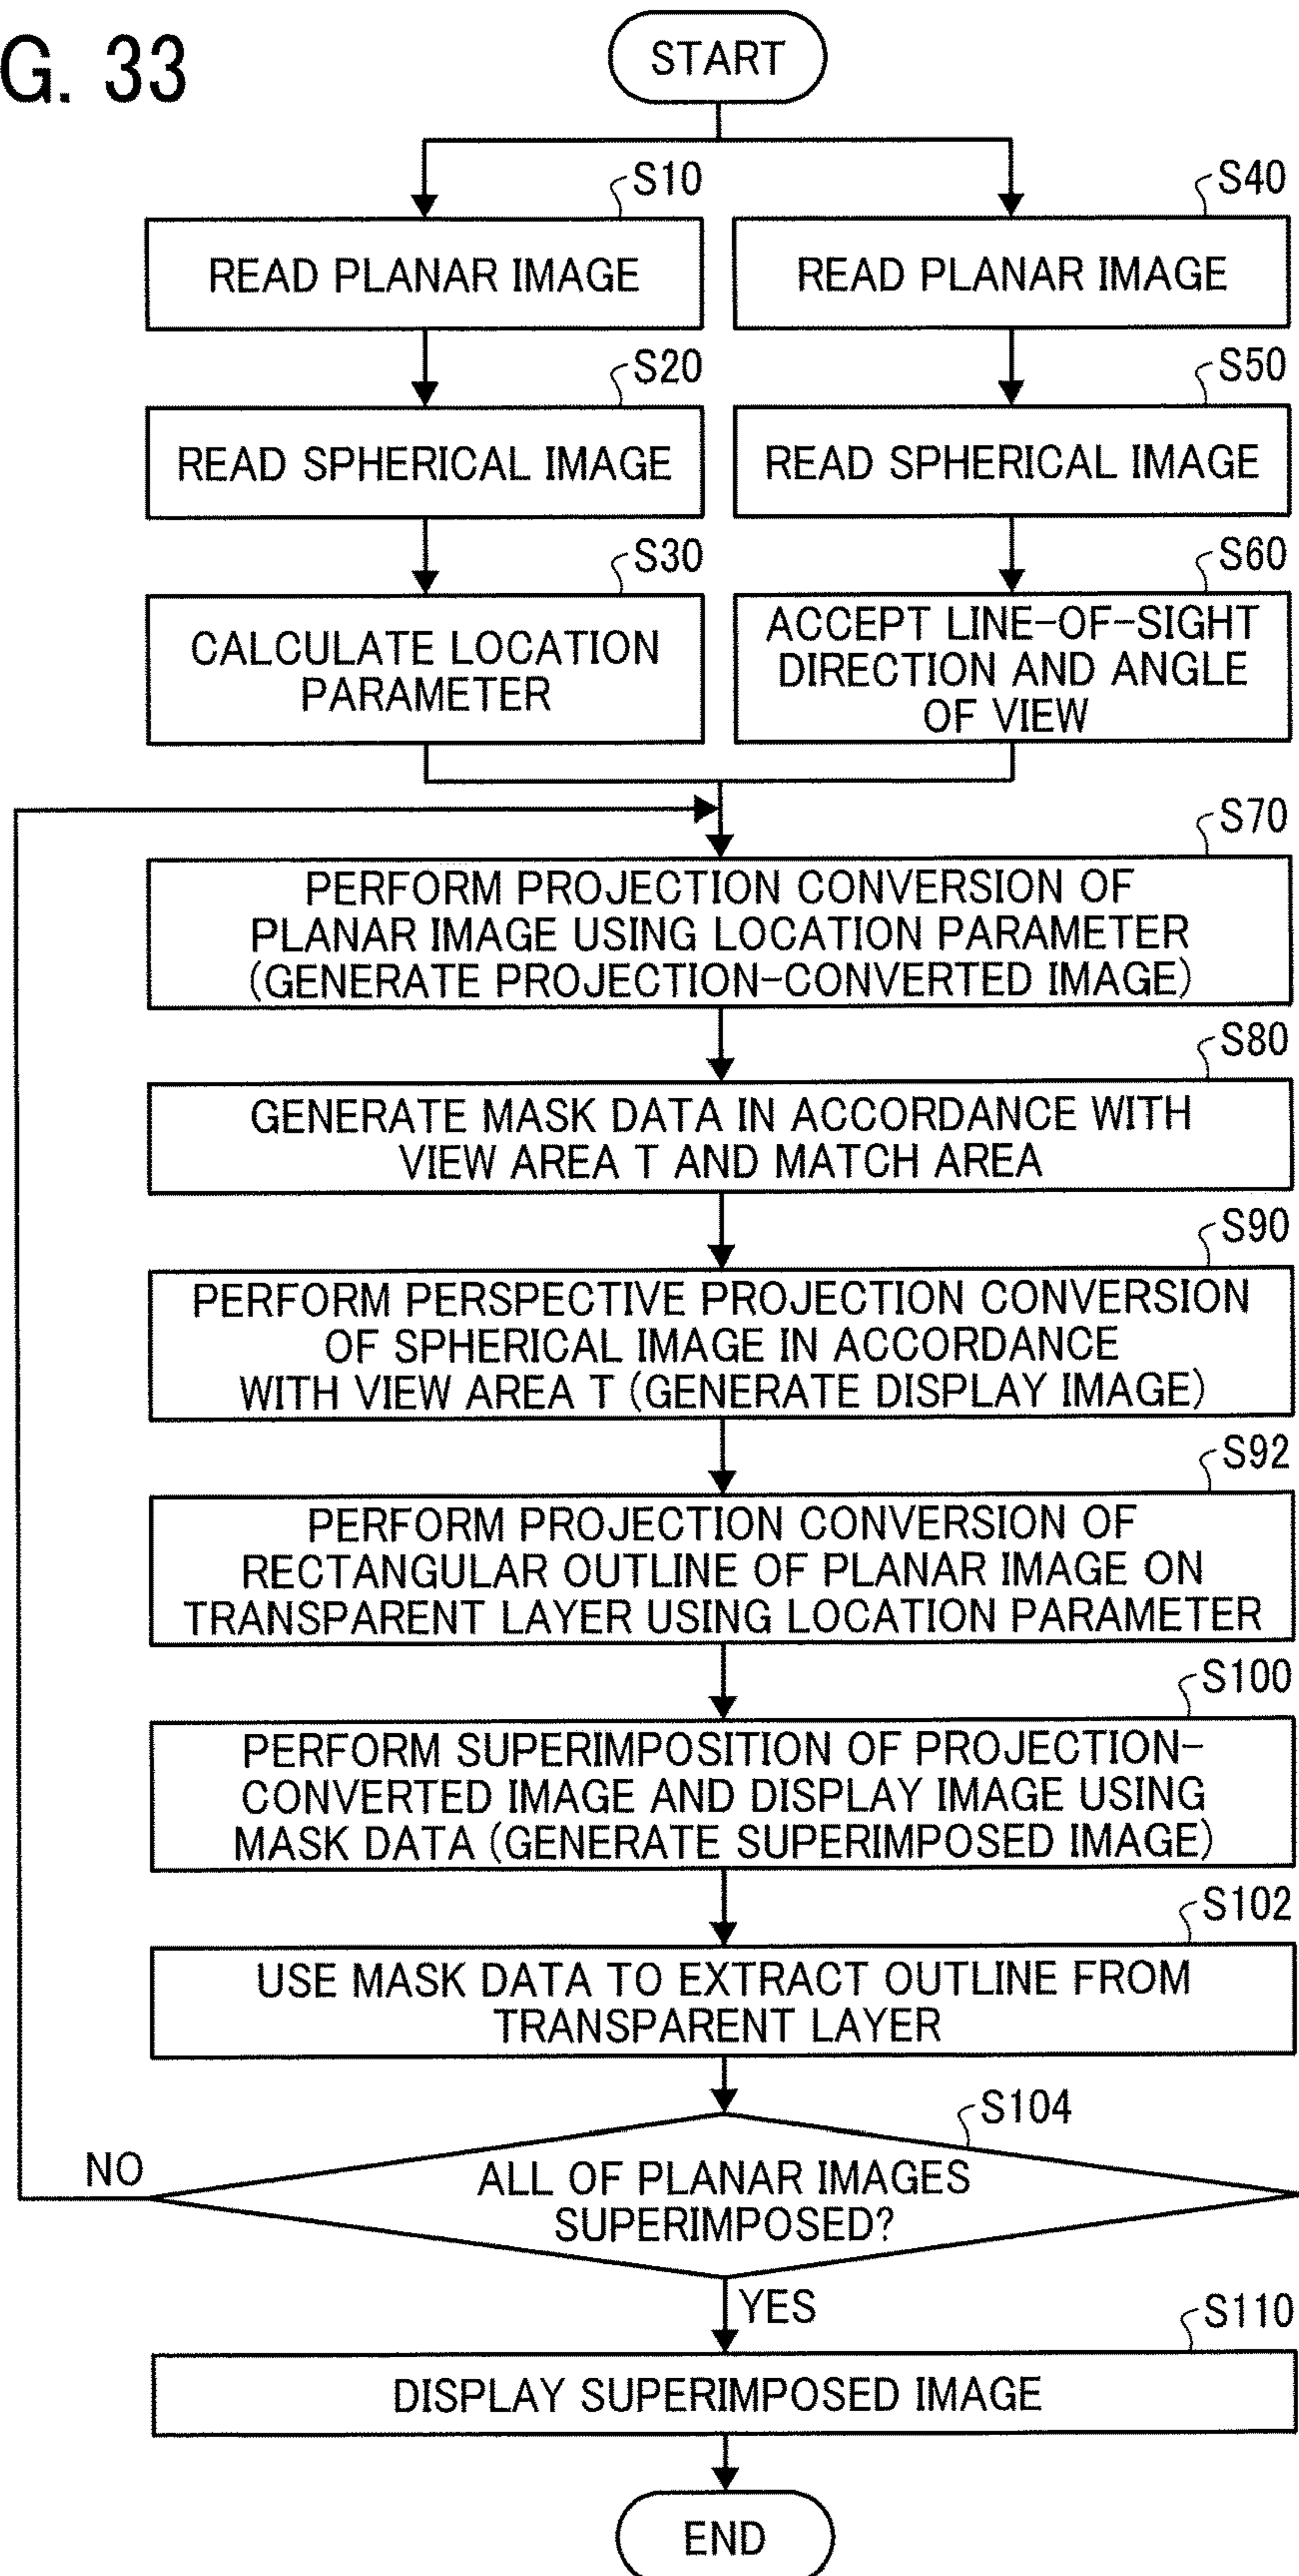 G. 33
START
S10
READ PLANAR IMAGE
S40
READ PLANAR IMAGE
S20
READ SPHERICAL IMAGE
S50
READ SPHERICAL IMAGE
S30
CALCULATE LOCATION
PARAMETER
S60
ACCEPT LINE-OF-SIGHT
DIRECTION AND ANGLE
OF VIEW
S70
PERFORM PROJECTION CONVERSION OF
PLANAR IMAGE USING LOCATION PARAMETER
(GENERATE PROJECTION-CONVERTED IMAGE)
S80
GENERATE MASK DATA IN ACCORDANCE WITH
VIEW AREA T AND MATCH AREA
S90
PERFORM PERSPECTIVE PROJECTION CONVERSION
OF SPHERICAL IMAGE IN ACCORDANCE
WITH VIEW AREA T (GENERATE DISPLAY IMAGE)
S92
PERFORM PROJECTION CONVERSION OF
RECTANGULAR OUTLINE OF PLANAR IMAGE ON
TRANSPARENT LAYER USING LOCATION PARAMETER
S100
PERFORM SUPERIMPOSITION OF PROJECTION-
CONVERTED IMAGE AND DISPLAY IMAGE USING
MASK DATA (GENERATE SUPERIMPOSED IMAGE)
S102
USE MASK DATA TO EXTRACT OUTLINE FROM
TRANSPARENT LAYER
S104
NO
ALL OF PLANAR IMAGES
SUPERIMPOSED?
YES
S110
DISPLAY SUPERIMPOSED IMAGE
END